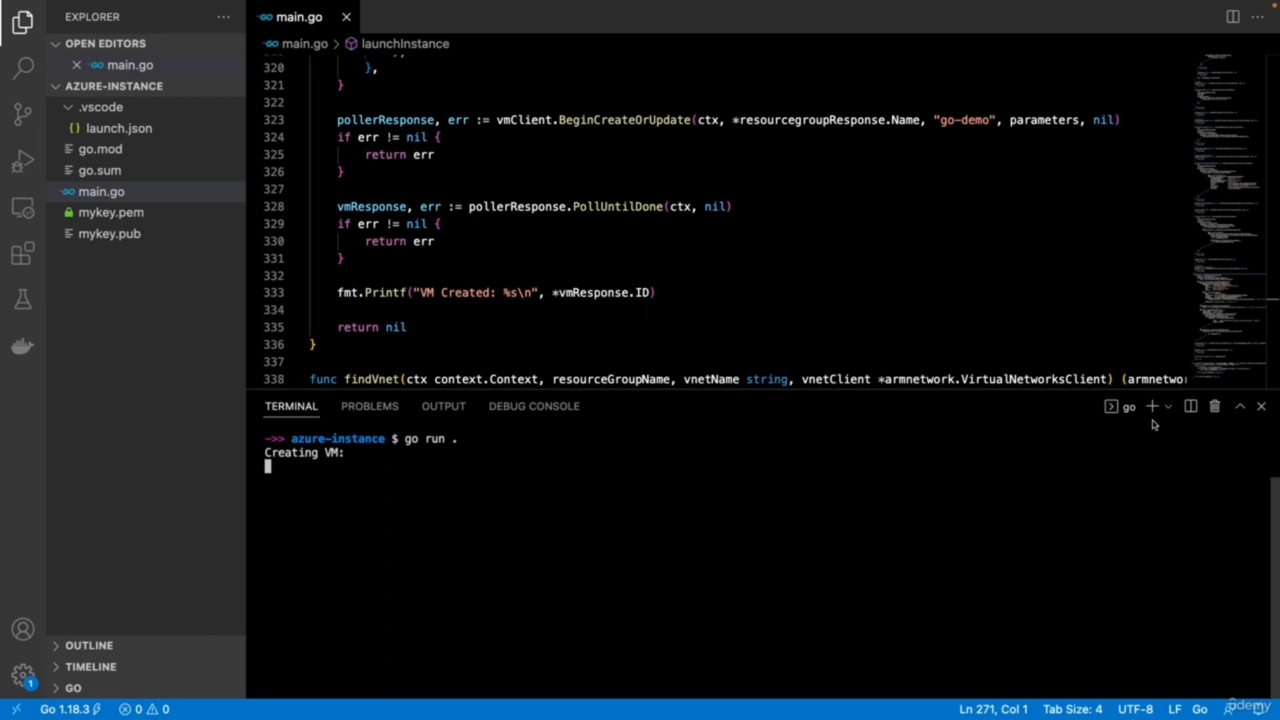 EXPLORER
OPEN EDITORS
main.go
AZURE-INSTANCE
.vscode
{} launch.json
go.mod
go.sum
main.go
mykey.pem
mykey.pub
OUTLINE
TIMELINE
GO
main.go
main.go > launchInstance
320 },
321 }
322
323 pollerResponse, err := vmClient.BeginCreateOrUpdate(ctx, *resourcegroupResponse.Name, "go-demo", parameters, nil)
324 if err != nil {
325 return err
326 }
327
328 vmResponse, err := pollerResponse.PollUntilDone(ctx, nil)
329 if err != nil {
330 return err
331 }
332
333 fmt.Printf("VM Created: %s\n", *vmResponse.ID)
334
335 return nil
336 }
337
338 func findVnet(ctx context.Context, resourceGroupName, vnetName string, vnetClient *armnetwork.VirtualNetworksClient) (armnetwo
TERMINAL PROBLEMS OUTPUT DEBUG CONSOLE go
->> azure-instance $ go run .
Creating VM:
1
Go 1.18.3 0 0 Ln 271, Col 1 Tab Size: 4 UTF-8 LF Go
ûdemy